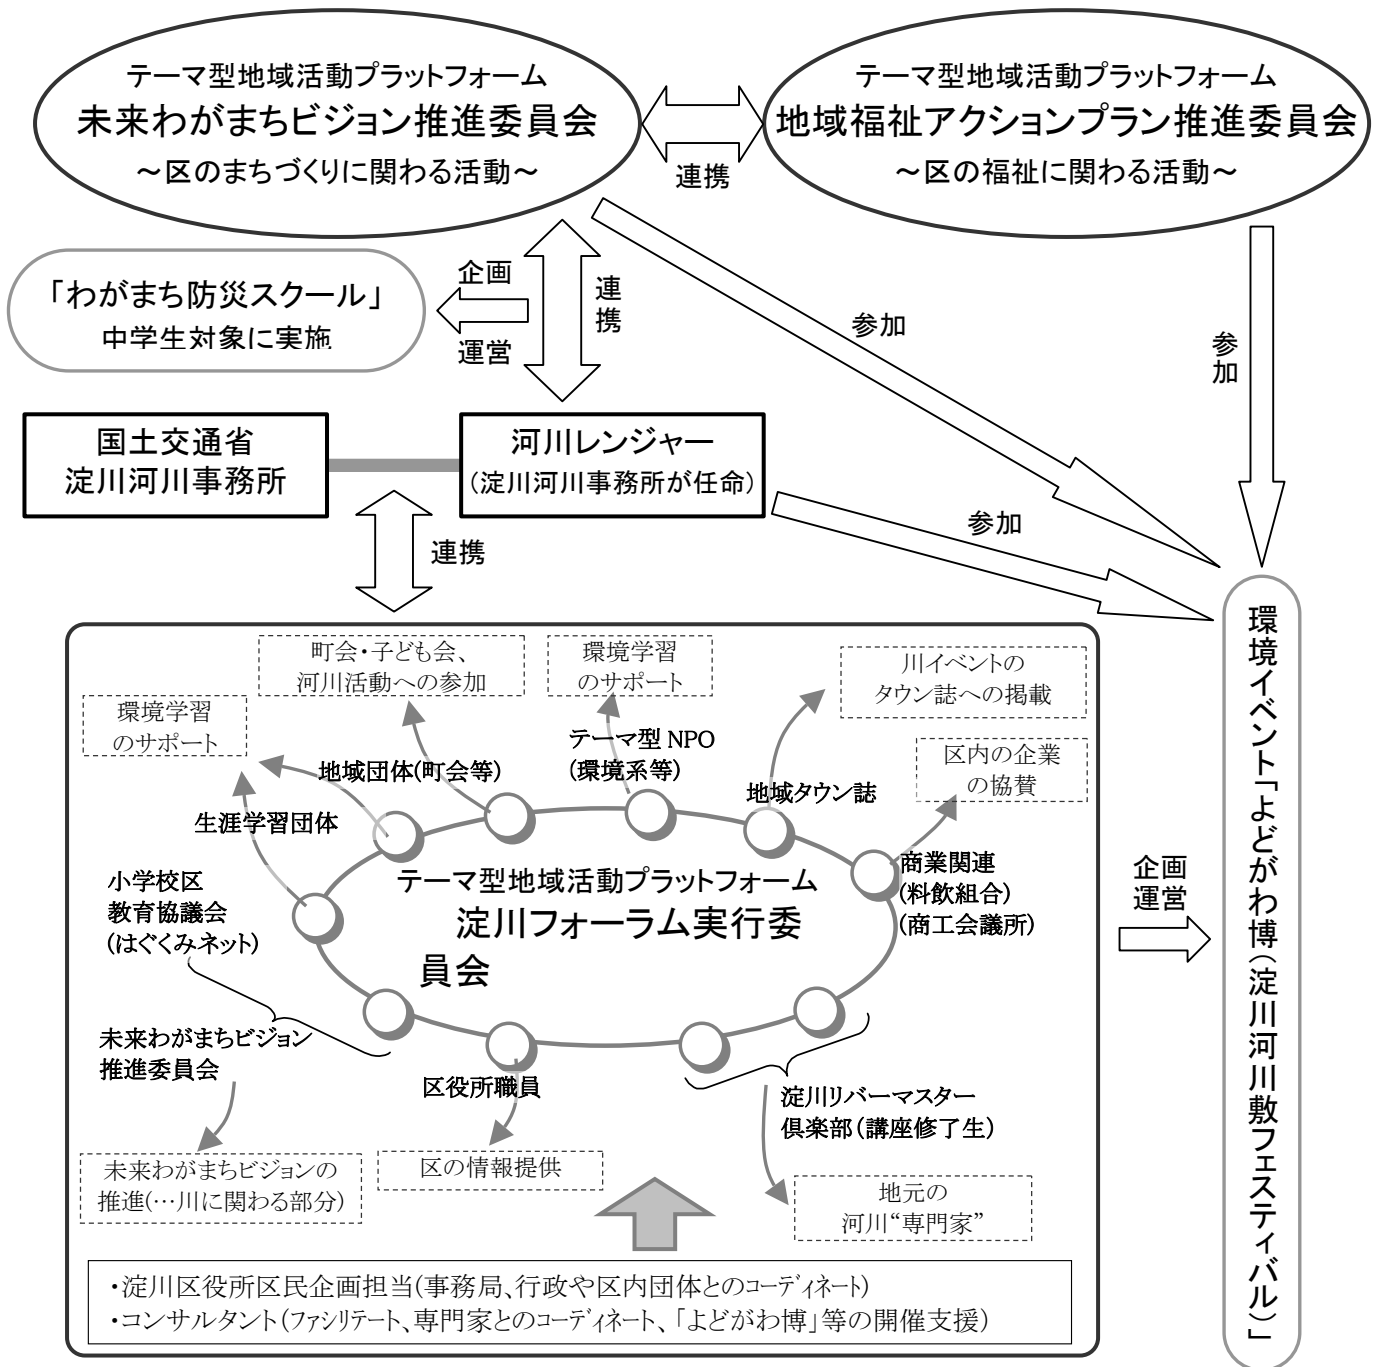 テーマ型地域活動プラットフォーム
未来わがまちビジョン推進委員会
～区のまちづくりに関わる活動～
連携
テーマ型地域活動プラットフォーム
地域福祉アクションプラン推進委員会
～区の福祉に関わる活動～
「わがまち防災スクール」
中学生対象に実施
企画
運営
連携
参加
参加
国土交通省
淀川河川事務所
河川レンジャー
(淀川河川事務所が任命)
連携
参加
環境学習
のサポート
町会・子ども会、
河川活動への参加
環境学習
のサポート
川イベントの
タウン誌への掲載
区内の企業
の協賛
生涯学習団体
地域団体(町会等)
テーマ型 NPO
(環境系等)
地域タウン誌
商業関連
(料飲組合)
(商工会議所)
小学校区
教育協議会
(はぐくみネット)
テーマ型地域活動プラットフォーム
淀川フォーラム実行委
員会
未来わがまちビジョン
推進委員会
区役所職員
淀川リバーマスター
倶楽部(講座修了生)
未来わがまちビジョンの
推進(…川に関わる部分)
区の情報提供
地元の
河川“専門家”
・淀川区役所区民企画担当(事務局、行政や区内団体とのコーディネート)
・コンサルタント(ファシリテート、専門家とのコーディネート、「よどがわ博」等の開催支援)
企画
運営
環境イベント「よどがわ博(淀川河川敷フェスティバル)」